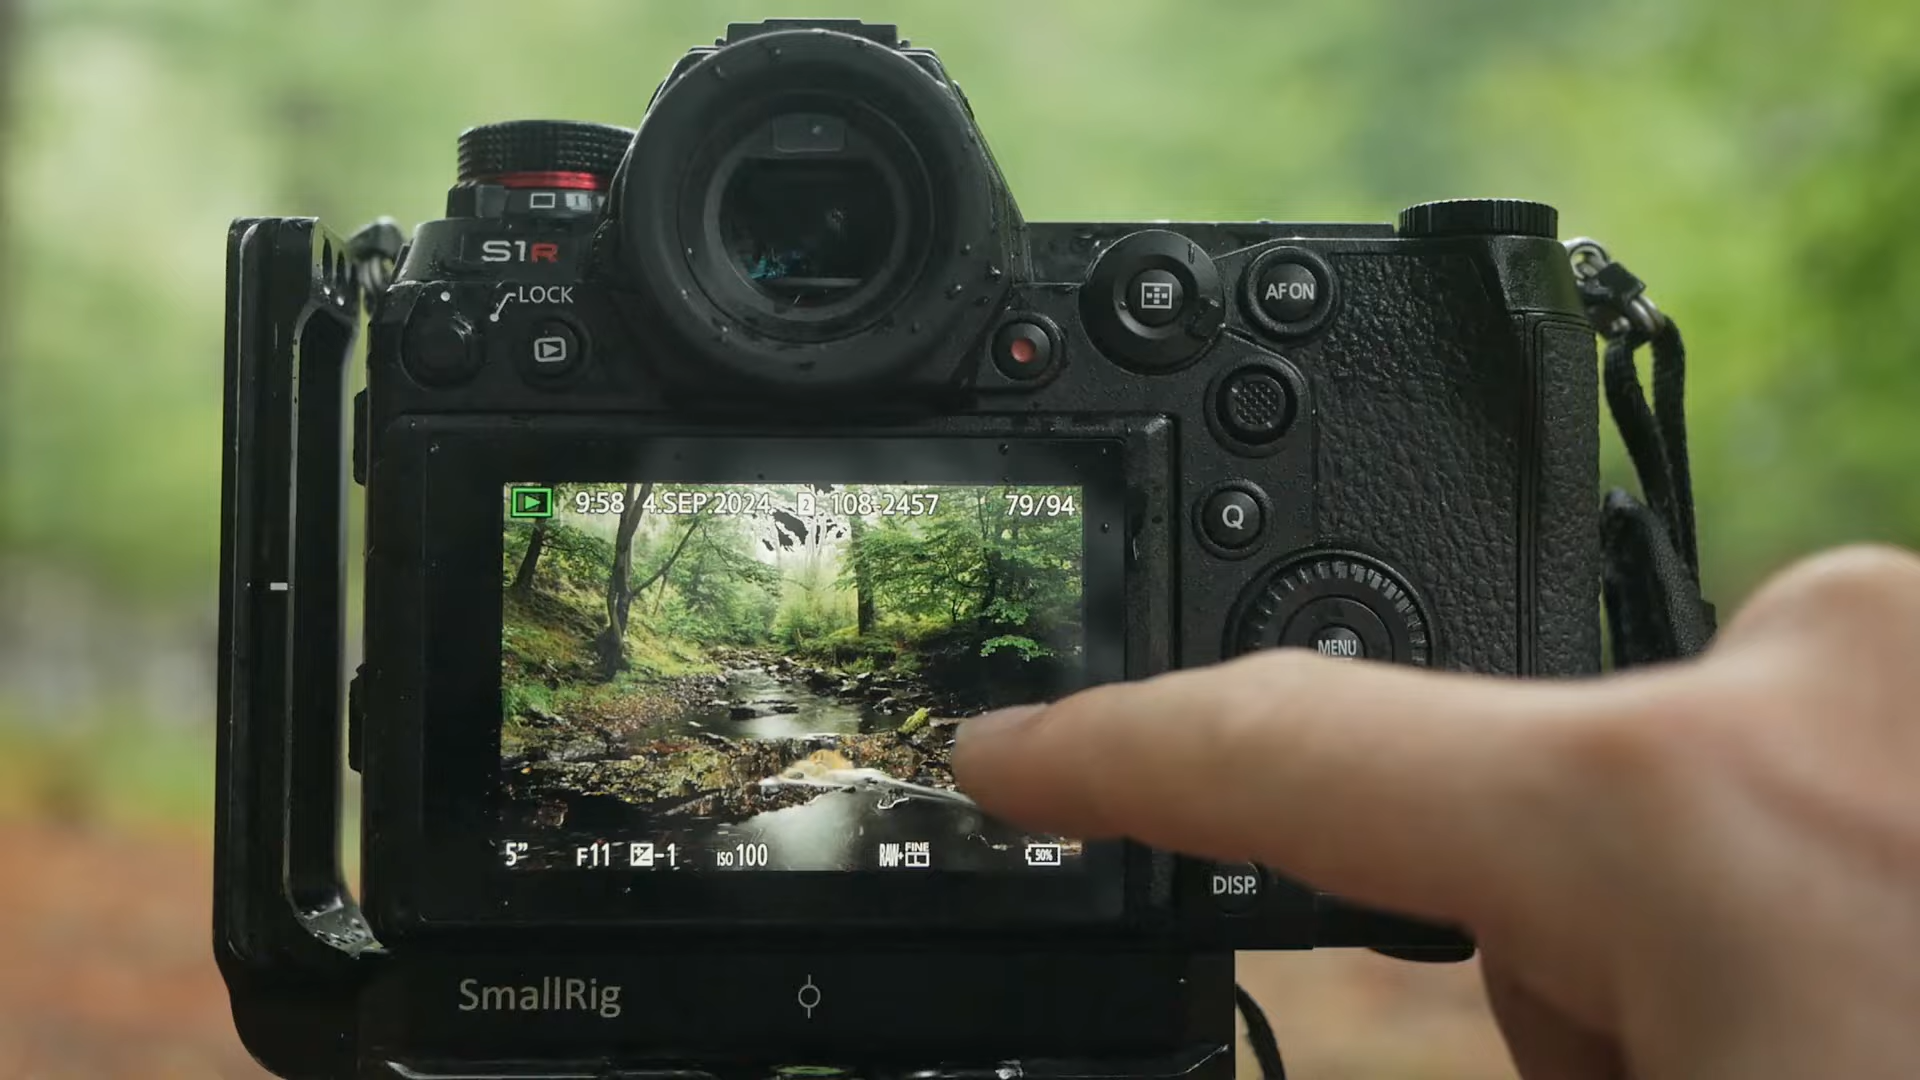 S1R
LOCK
AF ON
9:58 4.SEP.2024 2 108-2457 79/94
Q
MENU
5" F11 -1 ISO 100 RAW+ FINE L 50%
DISP.
SmallRig